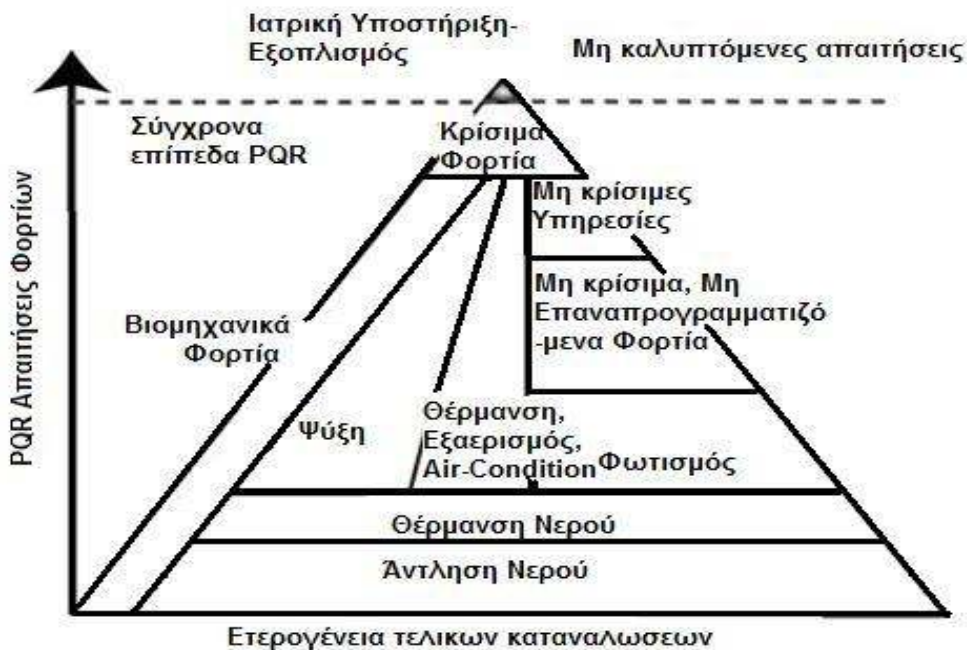 Ιατρική Υποστήριξη-
Εξοπλισμός
Μη καλυπτόμενες απαιτήσεις
Σύγχρονα
επίπεδα PQR
Κρίσιμα
Φορτία
Μη κρίσιμες
Υπηρεσίες
Μη κρίσιμα, Μη
Επαναπρογραμματιζό
-μενα Φορτία
Βιομηχανικά
Φορτία
Ψύξη
Θέρμανση,
Εξαερισμός,
Air-Condition
Φωτισμός
Θέρμανση Νερού
Άντληση Νερού
PQR Απαιτήσεις Φορτίων
Ετερογένεια τελικων καταναλωσεων